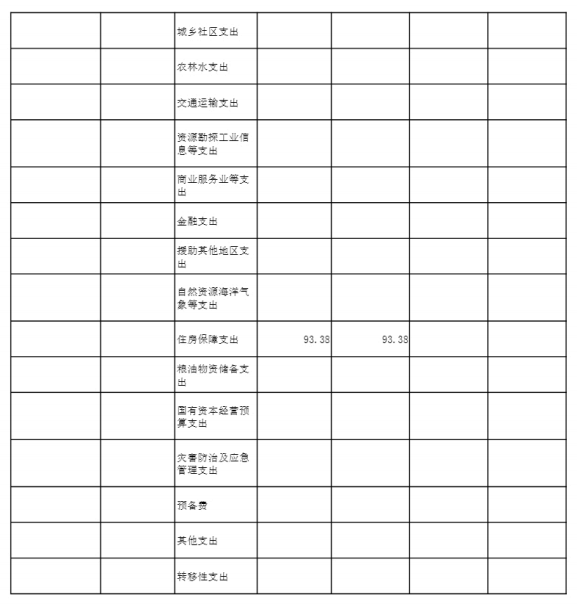 城乡社区支出
农林水支出
交通运输支出
资源勘探工业信
息等支出
商业服务业等支
出
金融支出
援助其他地区支
出
自然资源海洋气
象等支出
住房保障支出 93.38 93.38
粮油物资储备支
出
国有资本经营预
算支出
灾害防治及应急
管理支出
预备费
其他支出
转移性支出